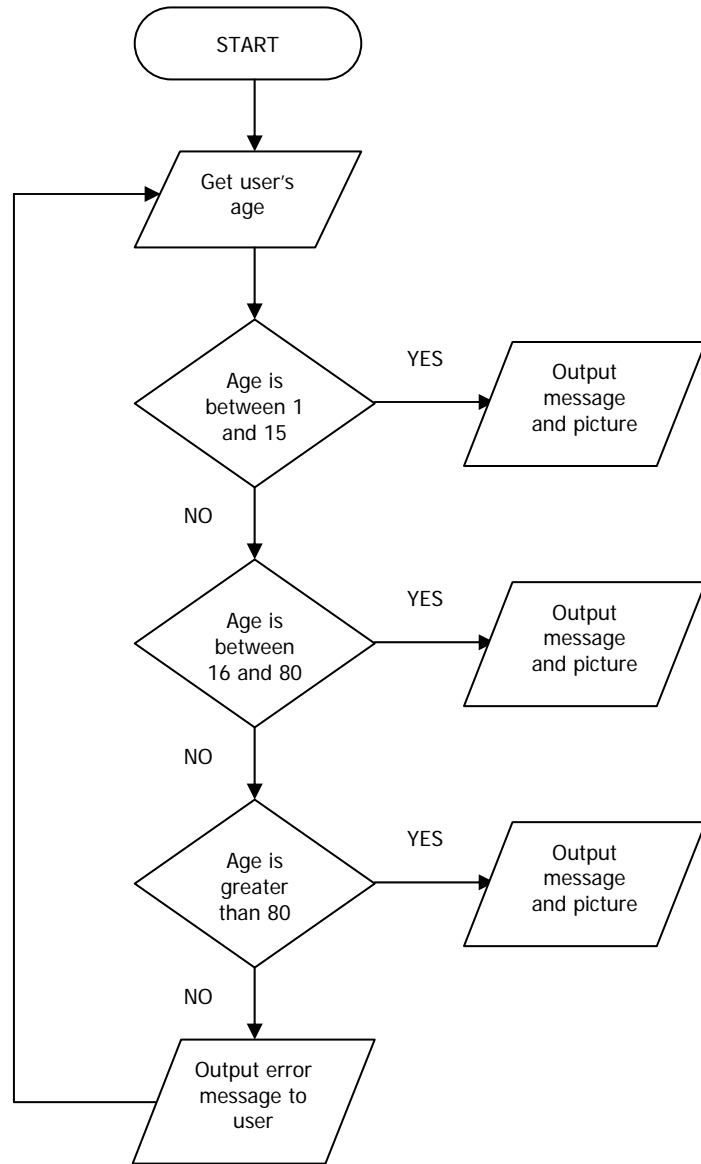 START
Get user's
age
Age is
between 1
and 15
YES
Output
message
and picture
NO
Age is
between
16 and 80
YES
Output
message
and picture
NO
Age is
greater
than 80
YES
Output
message
and picture
NO
Output error
message to
user